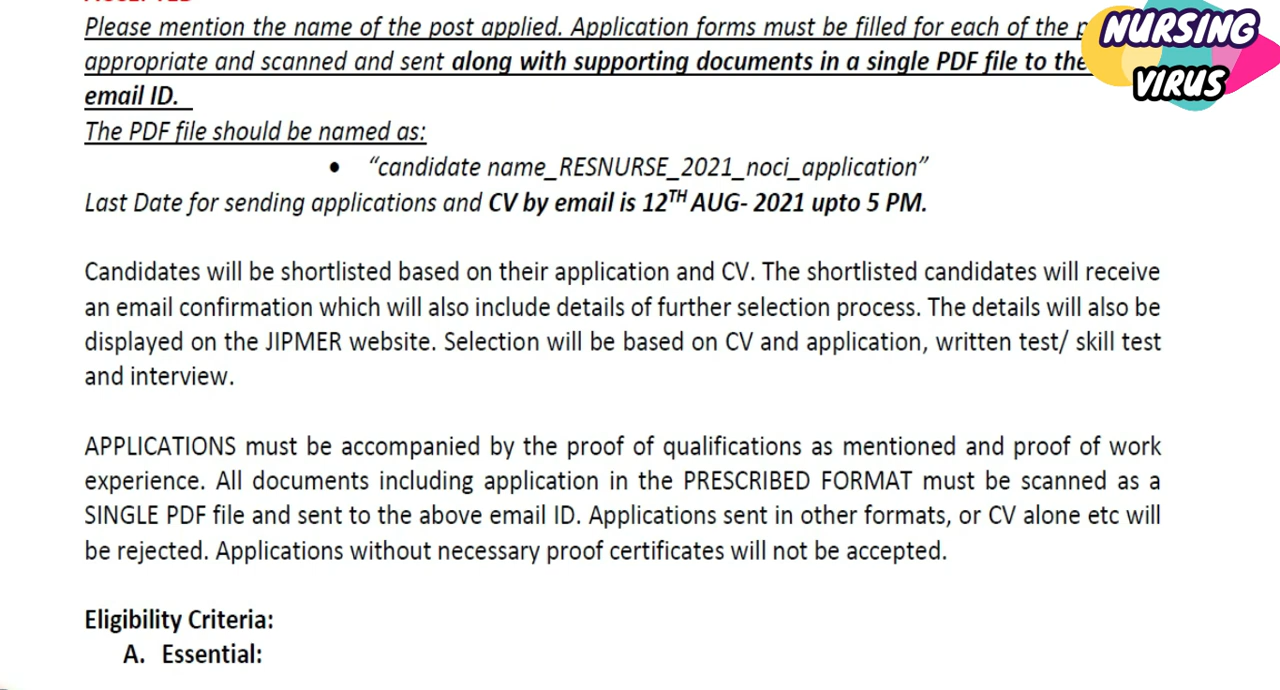 Please mention the name of the post applied. Application forms must be filled for each of the
appropriate and scanned and sent along with supporting documents in a single PDF file to the
email ID.
The PDF file should be named as:
• “candidate name_RESNURSE_2021_noci_application”
Last Date for sending applications and CV by email is 12TH AUG- 2021 upto 5 PM.
Candidates will be shortlisted based on their application and CV. The shortlisted candidates will receive
an email confirmation which will also include details of further selection process. The details will also be
displayed on the JIPMER website. Selection will be based on CV and application, written test/ skill test
and interview.
APPLICATIONS must be accompanied by the proof of qualifications as mentioned and proof of work
experience. All documents including application in the PRESCRIBED FORMAT must be scanned as a
SINGLE PDF file and sent to the above email ID. Applications sent in other formats, or CV alone etc will
be rejected. Applications without necessary proof certificates will not be accepted.
Eligibility Criteria:
A. Essential:
NURSING
VIRUS